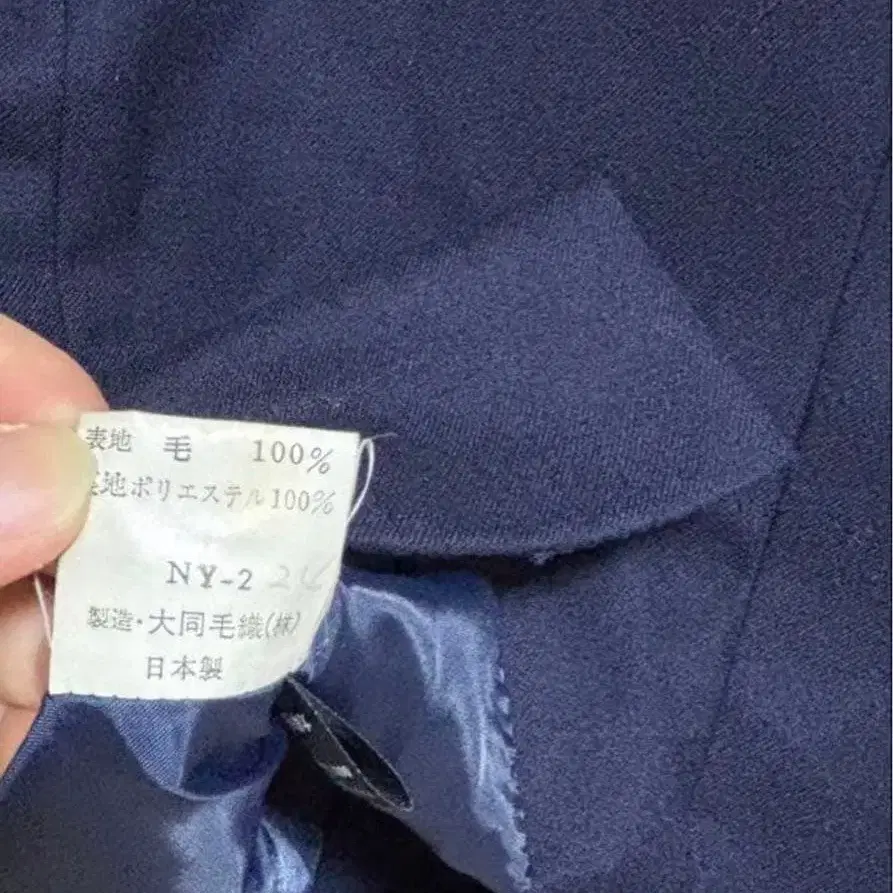 表地 毛 100%
裏地ポリエステル100%
NY-2
製造・大同毛織(株)
日本製